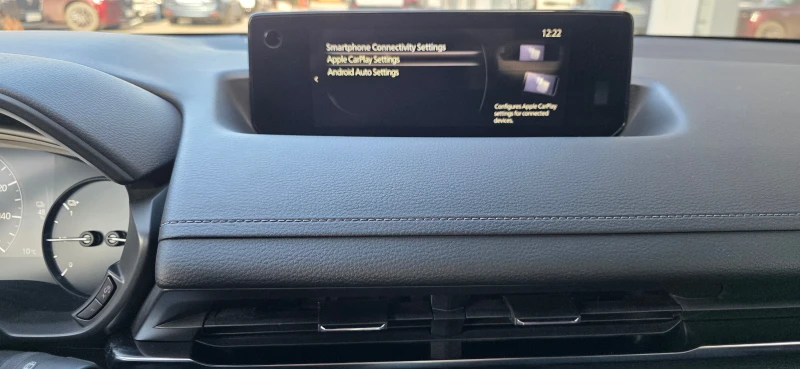 12:22
Smartphone Connectivity Settings
Apple CarPlay Settings
Android Auto Settings
Configures Apple CarPlay
settings for connected
devices.